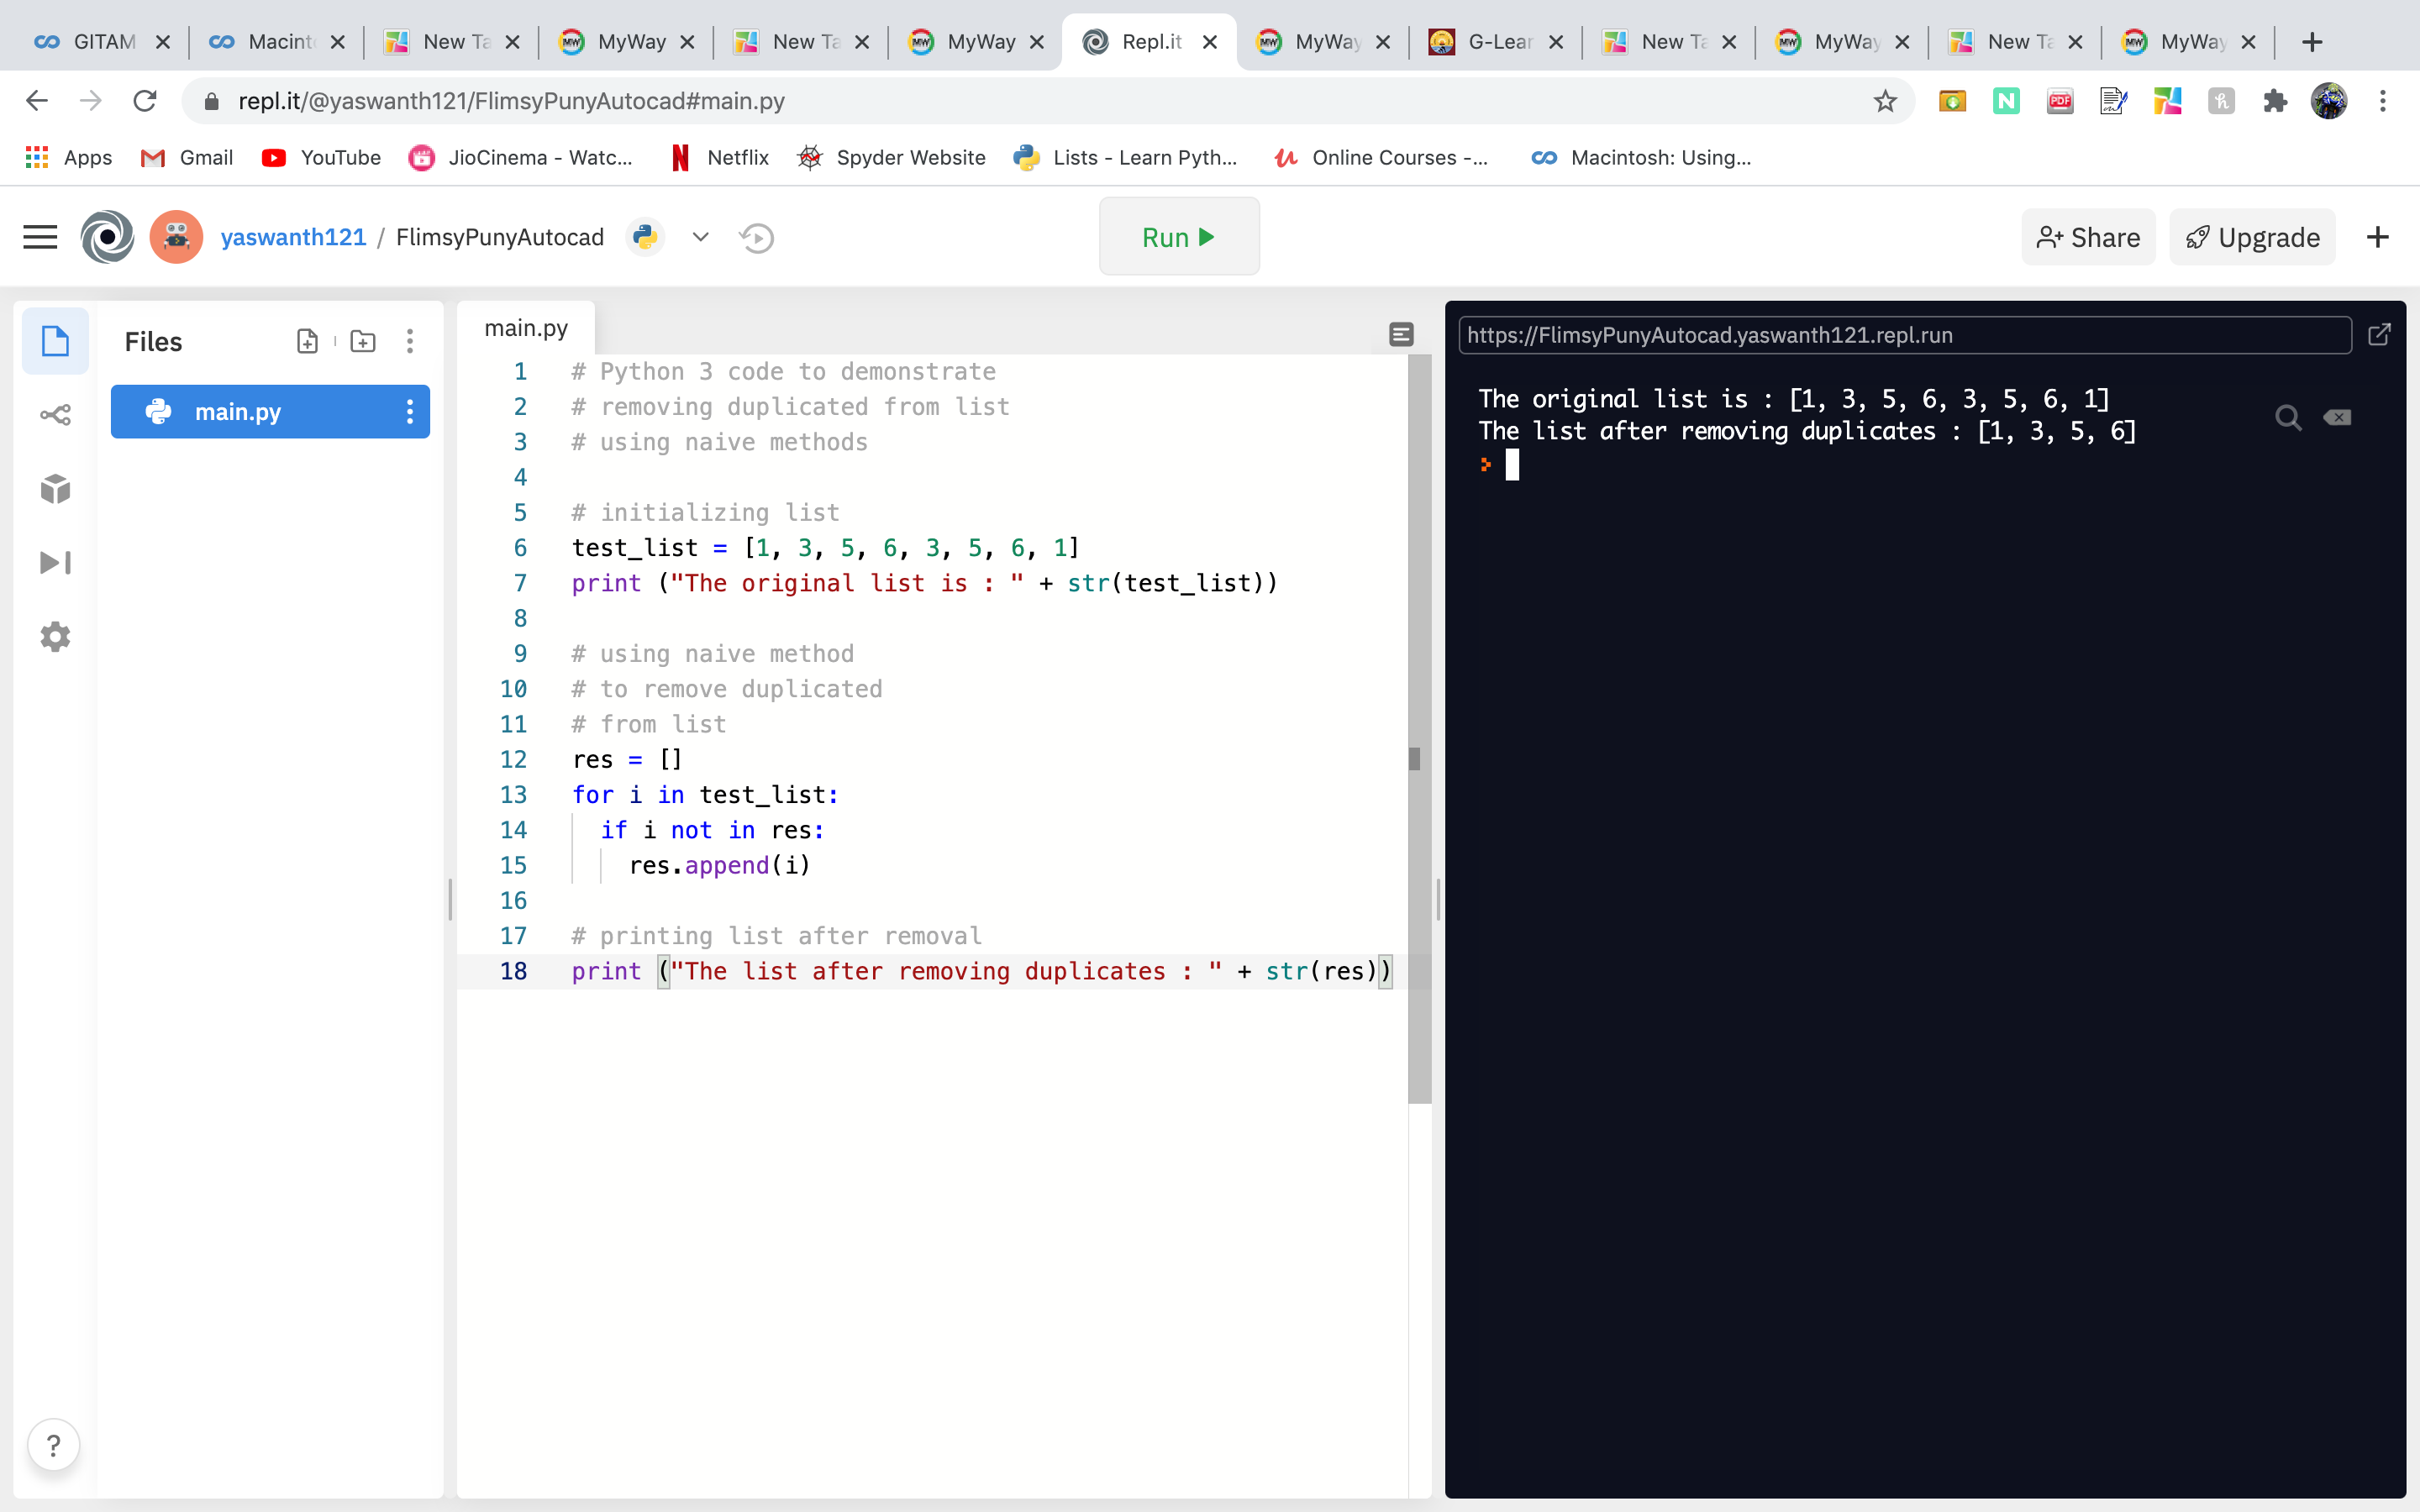 GITAM Macint New Ta MyWay New Ta MyWay Repl.it MyWay G-Lear New Ta MyWay New Ta MyWay
repl.it/@yaswanth121/FlimsyPunyAutocad#main.py
Apps Gmail YouTube JioCinema - Watc... Netflix Spyder Website Lists - Learn Pyth... Online Courses -... Macintosh: Using...
yaswanth121 / FlimsyPunyAutocad Run Share Upgrade
Files
main.py
main.py
1 # Python 3 code to demonstrate
2 # removing duplicated from list
3 # using naive methods
4
5 # initializing list
6 test_list = [1, 3, 5, 6, 3, 5, 6, 1]
7 print ("The original list is : " + str(test_list))
8
9 # using naive method
10 # to remove duplicated
11 # from list
12 res = []
13 for i in test_list:
14 if i not in res:
15 res.append(i)
16
17 # printing list after removal
18 print ("The list after removing duplicates : " + str(res))
https://FlimsyPunyAutocad.yaswanth121.repl.run
The original list is : [1, 3, 5, 6, 3, 5, 6, 1]
The list after removing duplicates : [1, 3, 5, 6]
?